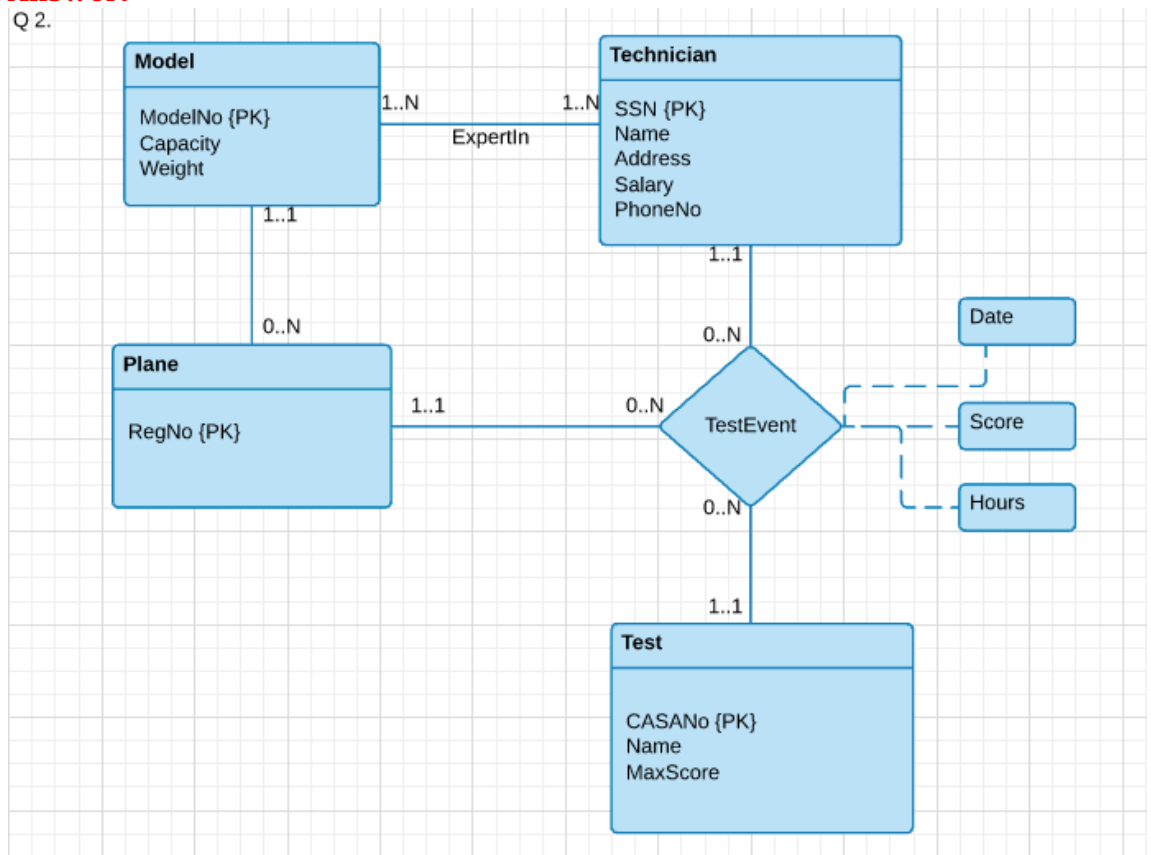 Q 2.
Model
ModelNo {PK}
Capacity
Weight
1..N
1..N
ExpertIn
Technician
SSN {PK}
Name
Address
Salary
PhoneNo
1..1
0..N
1..1
0..N
Plane
RegNo {PK}
1..1
0..N
TestEvent
Date
Score
Hours
0..N
1..1
Test
CASANo {PK}
Name
MaxScore